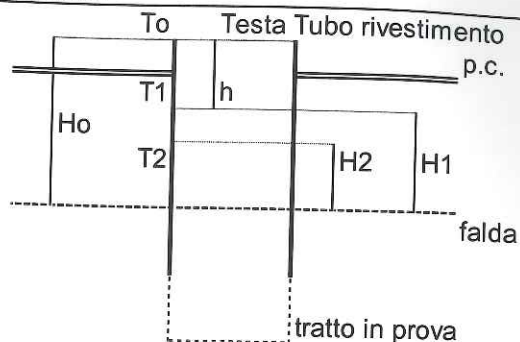 To Testa Tubo rivestimento
p.c.
T1 h
Ho
T2 H2 H1
falda
tratto in prova